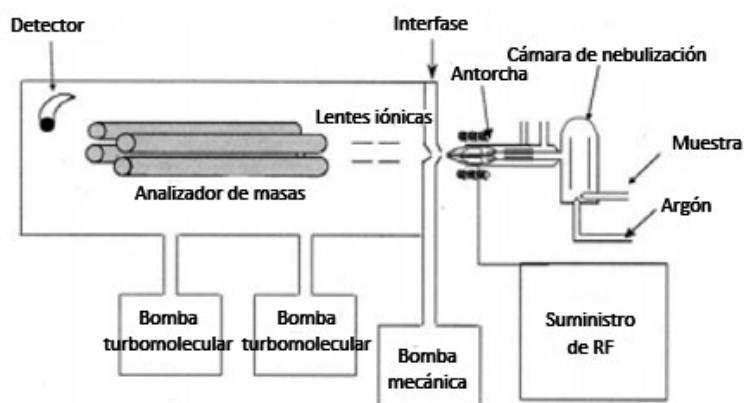 Detector
Interfase
Cámara de nebulización
Antorcha
Lentes iónicas
Muestra
Analizador de masas
Argón
Bomba
turbomolecular
Bomba
turbomolecular
Bomba
mecánica
Suministro
de RF